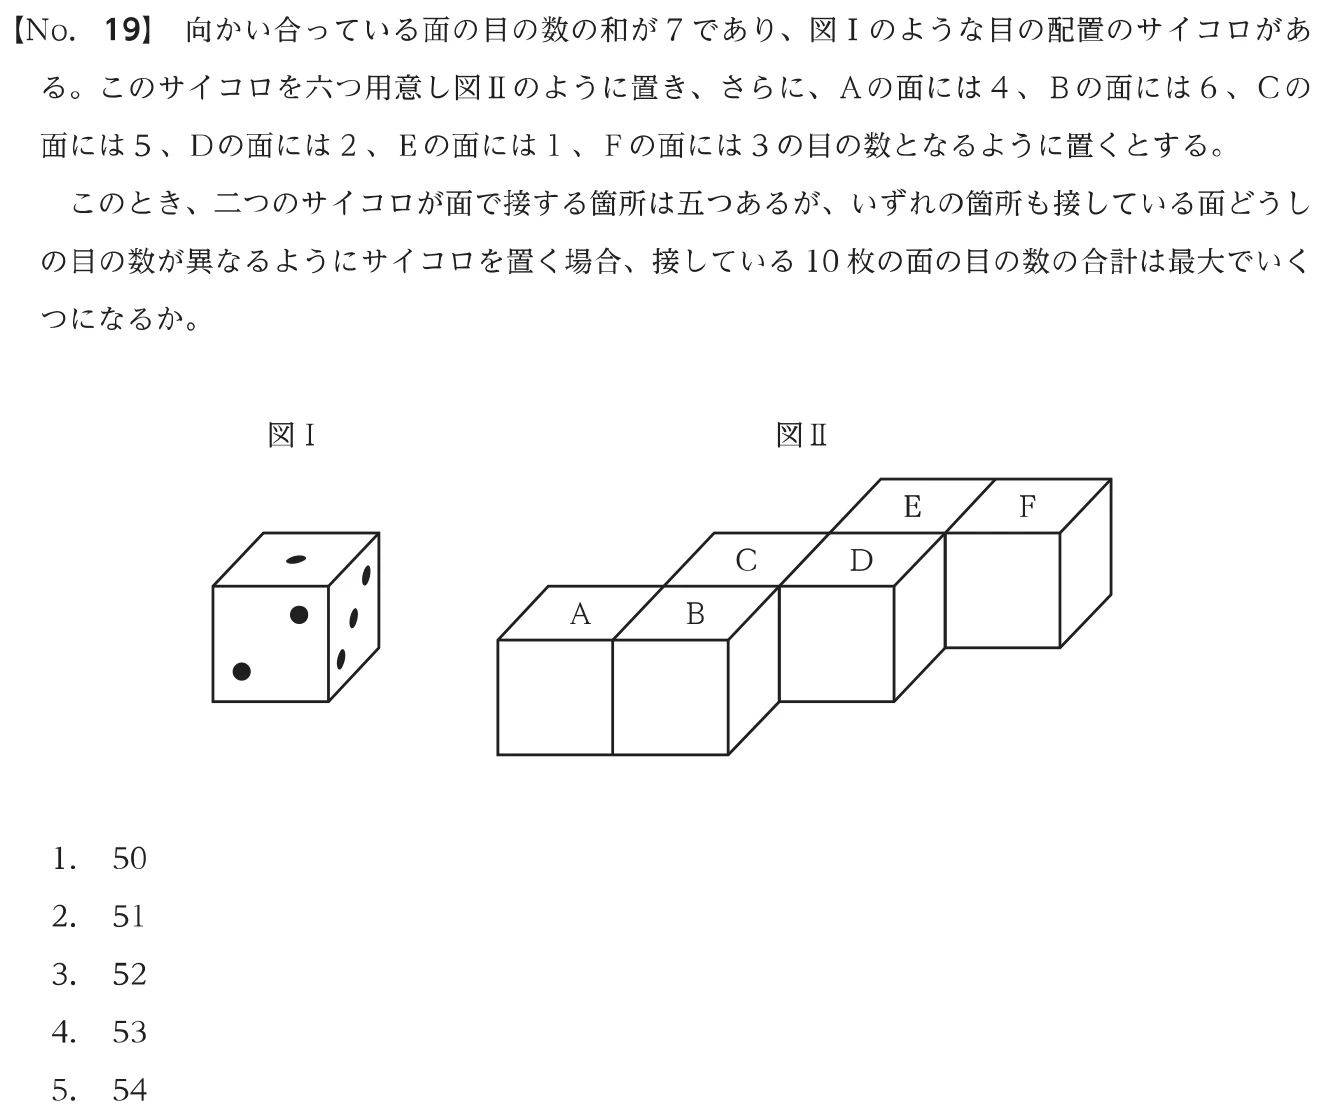 【No. 19】 向かい合っている面の目の数の和が７であり、図Ⅰのような目の配置のサイコロがあ
る。このサイコロを六つ用意し図Ⅱのように置き、さらに、Ａの面には４、Ｂの面には６、Ｃの
面には５、Ｄの面には２、Ｅの面には１、Ｆの面には３の目の数となるように置くとする。
このとき、二つのサイコロが面で接する箇所は五つあるが、いずれの箇所も接している面どうし
の目の数が異なるようにサイコロを置く場合、接している 10 枚の面の目の数の合計は最大でいく
つになるか。
図Ⅰ 図Ⅱ
E F
C D
A B
1. 50
2. 51
3. 52
4. 53
5. 54